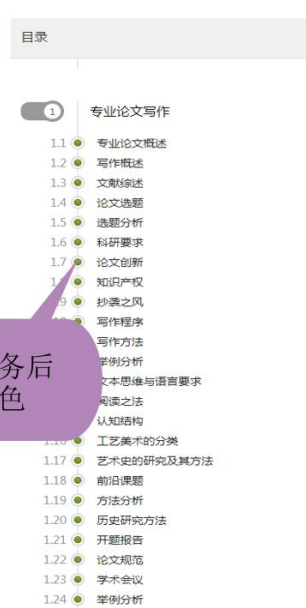 目录
1 专业论文写作
1.1 专业论文概述
1.2 写作概述
1.3 文献综述
1.4 论文选题
1.5 选题分析
1.6 科研要求
1.7 论文创新
知识产权
抄袭之风
写作程序
写作方法
举例分析
文本思维与语言要求
阅读之法
认知结构
务后
色
1.16 工艺美术的分类
1.17 艺术史的研究及其方法
1.18 前沿课题
1.19 方法分析
1.20 历史研究方法
1.21 开题报告
1.22 论文规范
1.23 学术会议
1.24 举例分析